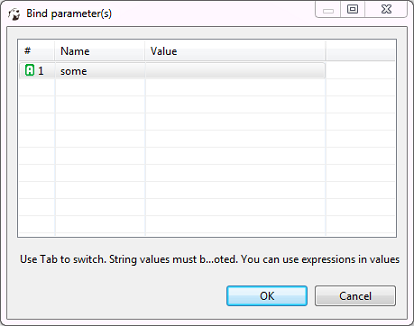 Bind parameter(s)
# Name Value
1 some
Use Tab to switch. String values must b...oted. You can use expressions in values
OK Cancel